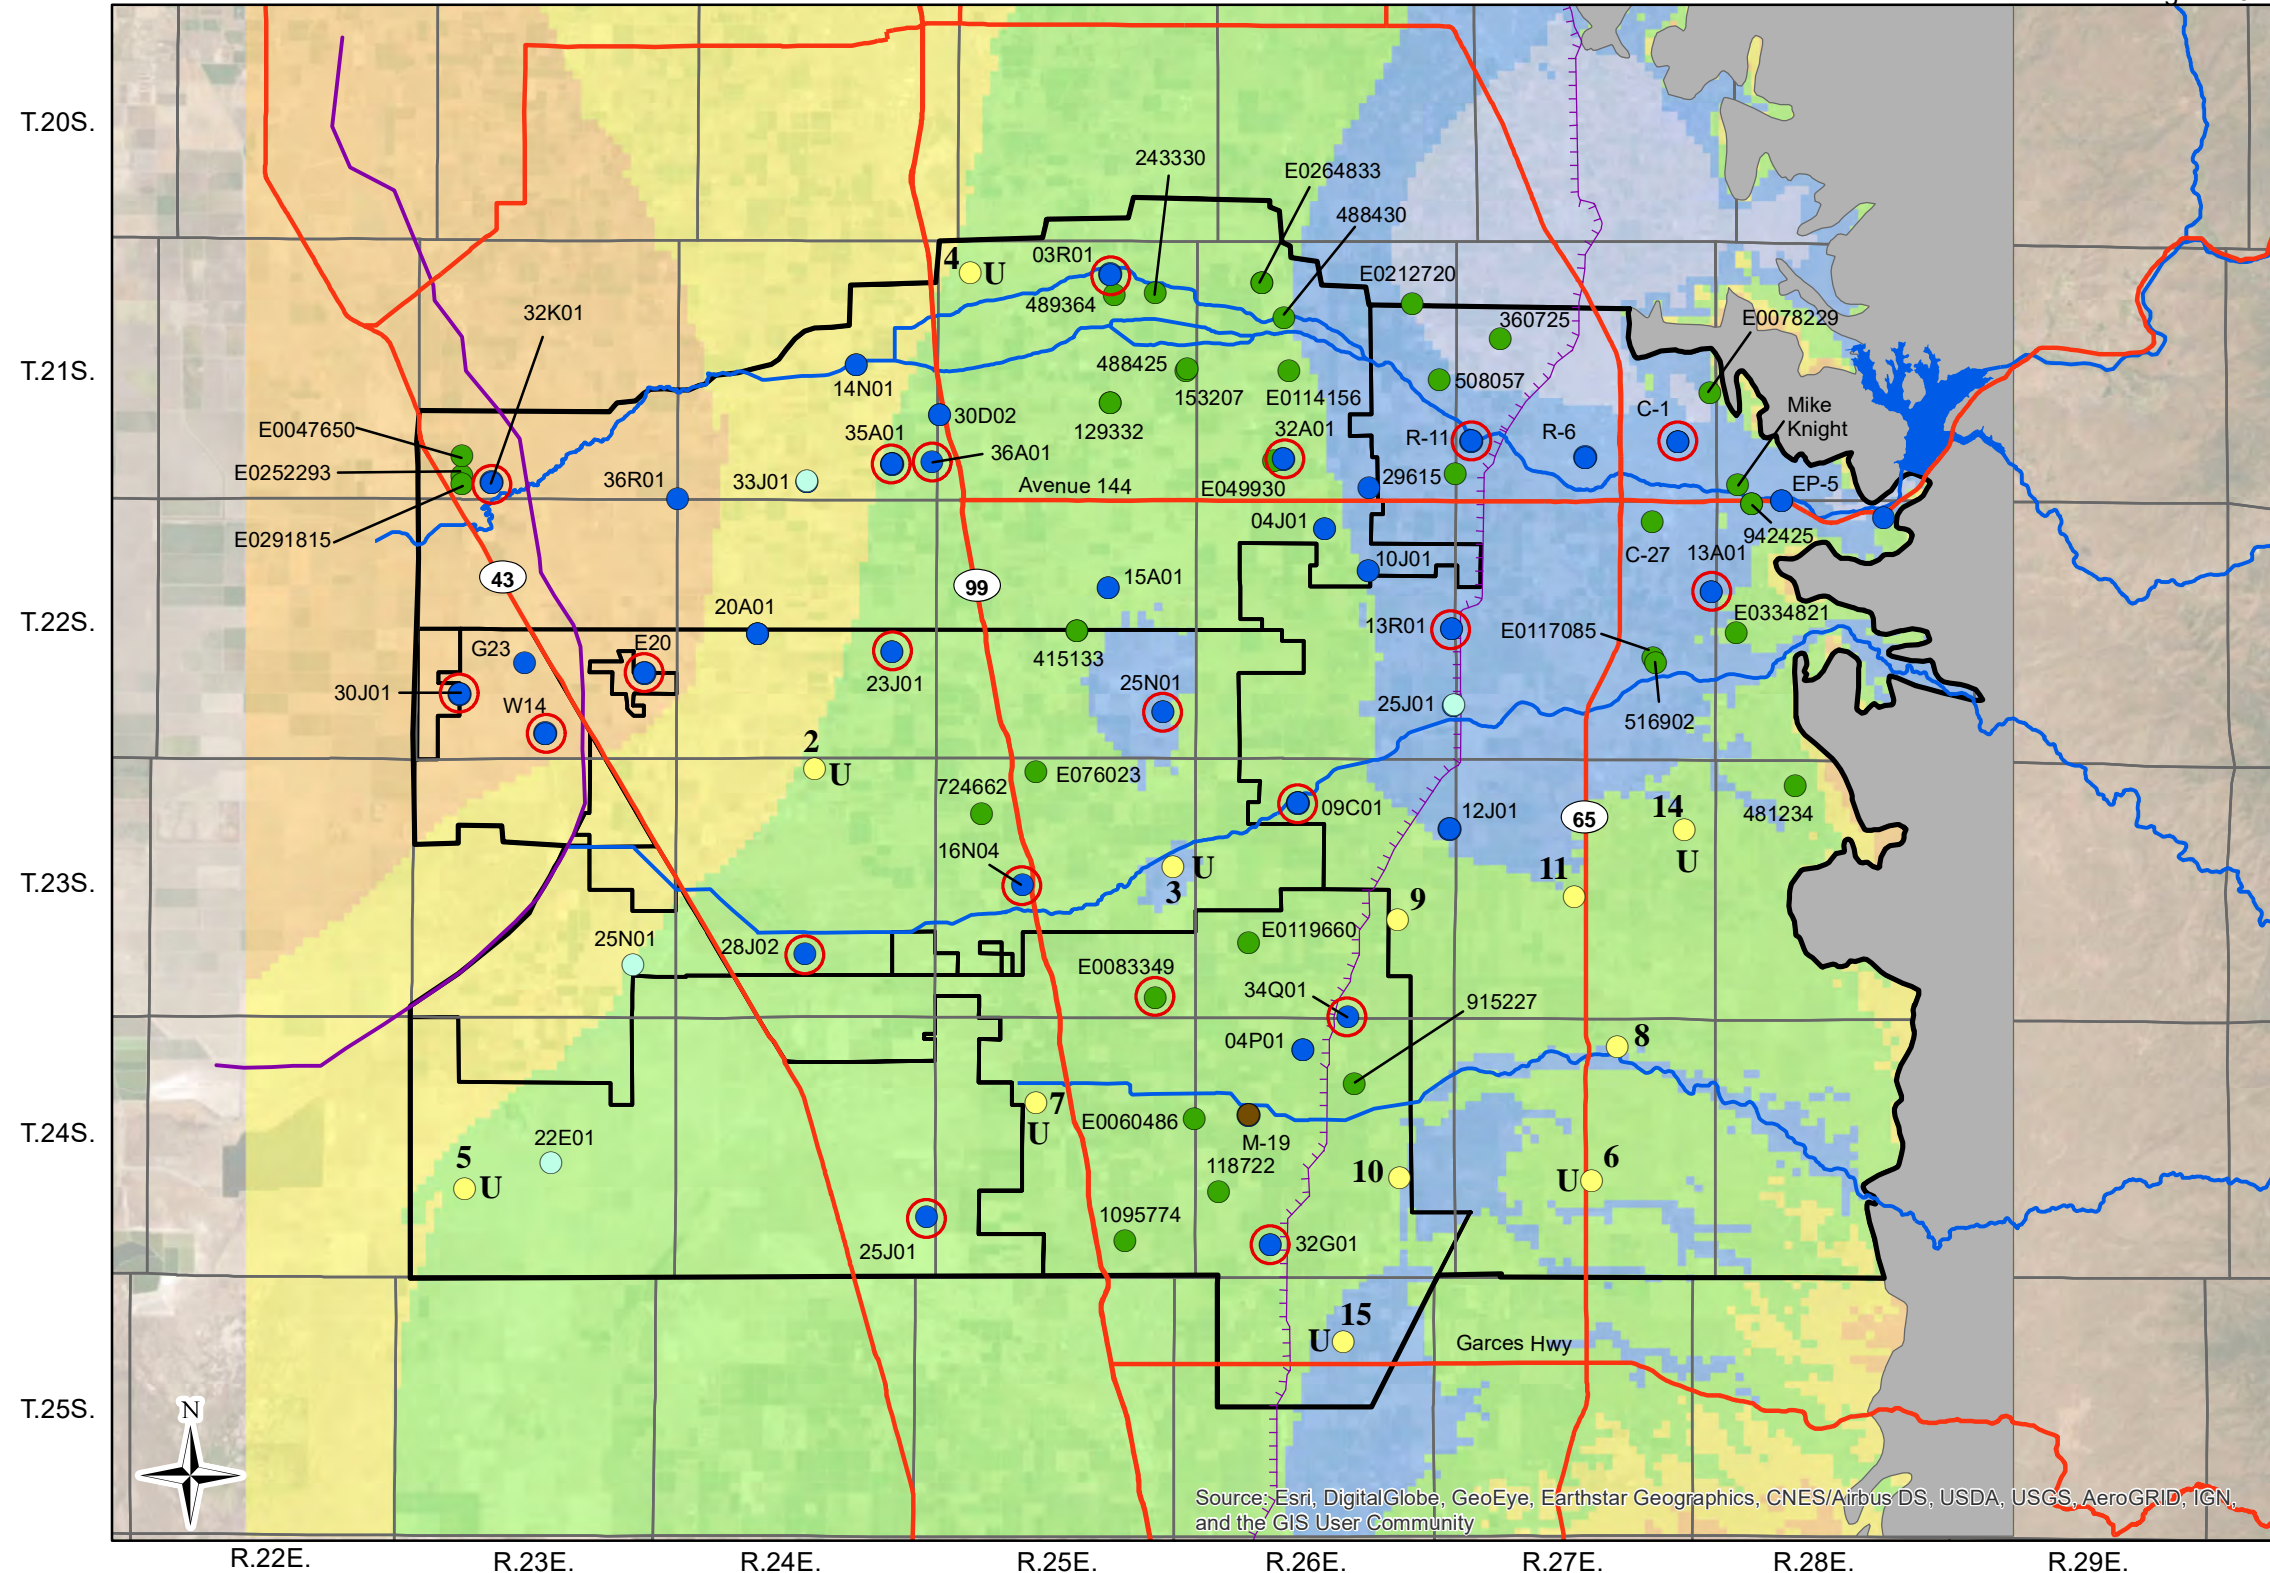 T.20S.
243330
E0264833
488430
4
U
03R01
E0212720
489364
32K01
360725
E0078229
T.21S.
488425
14N01
508057
153207
E0114156
Mike
Knight
C-1
30D02
E0047650
35A01
129332
32A01
R-11
R-6
36A01
E0252293
36R01
33J01
Avenue 144
E049930
29615
EP-5
04J01
E0291815
942425
C-27
13A01
10J01
43
99
15A01
20A01
T.22S.
E0334821
13R01
E0117085
G23
E20
415133
23J01
30J01
25N01
W14
25J01
516902
2
U
E076023
724662
09C01
12J01
65
14
481234
16N04
U
3
U
11
T.23S.
9
25N01
28J02
E0119660
E0083349
34Q01
915227
8
04P01
7
U
E0060486
M-19
T.24S.
22E01
118722
5
U
10
U
6
1095774
25J01
32G01
15
U
Garces Hwy
T.25S.
N
Source: Esri, DigitalGlobe, GeoEye, Earthstar Geographics, CNES/Airbus DS, USDA, USGS, AeroGRID, IGN,
and the GIS User Community
R.22E.
R.23E.
R.24E.
R.25E.
R.26E.
R.27E.
R.28E.
R.29E.